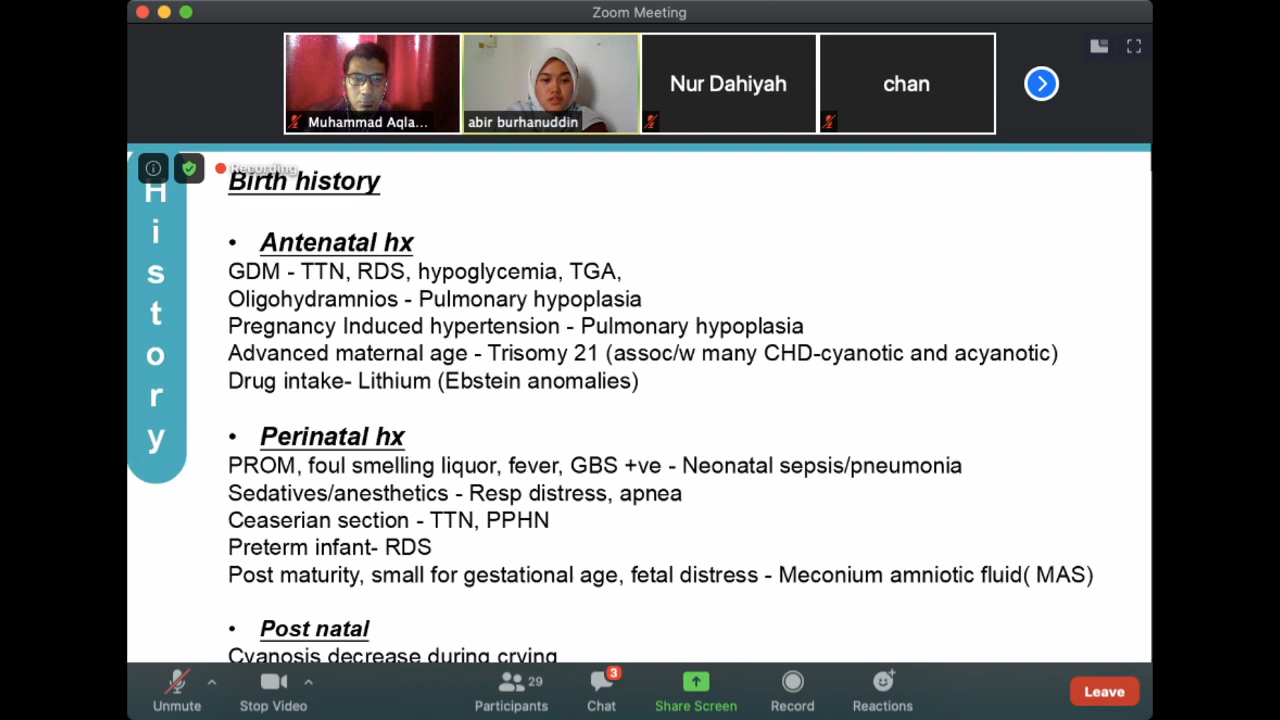 Zoom Meeting
Muhammad Aqla...
abir burhanuddin
Nur Dahiyah
chan
Recording
History
Birth history
• Antenatal hx
GDM - TTN, RDS, hypoglycemia, TGA,
Oligohydramnios - Pulmonary hypoplasia
Pregnancy Induced hypertension - Pulmonary hypoplasia
Advanced maternal age - Trisomy 21 (assoc/w many CHD-cyanotic and acyanotic)
Drug intake- Lithium (Ebstein anomalies)
• Perinatal hx
PROM, foul smelling liquor, fever, GBS +ve - Neonatal sepsis/pneumonia
Sedatives/anesthetics - Resp distress, apnea
Ceaserian section - TTN, PPHN
Preterm infant- RDS
Post maturity, small for gestational age, fetal distress - Meconium amniotic fluid( MAS)
• Post natal
Cyanosis decrease during crying
Unmute
Stop Video
Participants 29
Chat 3
Share Screen
Record
Reactions
Leave